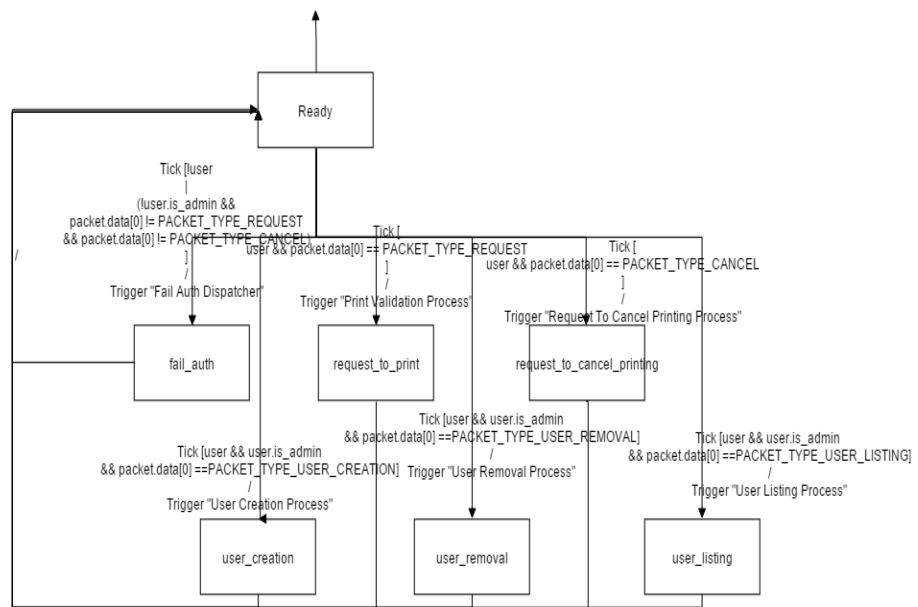 Ready
Tick [!user
|
(!user.is_admin &&
packet.data[0] != PACKET_TYPE_REQUEST
&& packet.data[0] != PACKET_TYPE_CANCEL)
]
/
Trigger "Fail Auth Dispatcher"
/
Tick [
user && packet.data[0] == PACKET_TYPE_REQUEST
]
/
Trigger "Print Validation Process"
Tick [
user && packet.data[0] == PACKET_TYPE_CANCEL
]
/
Trigger "Request To Cancel Printing Process"
fail_auth
request_to_print
request_to_cancel_printing
Tick [user && user.is_admin
&& packet.data[0] ==PACKET_TYPE_USER_CREATION]
/
Trigger "User Creation Process"
Tick [user && user.is_admin
&& packet.data[0] ==PACKET_TYPE_USER_REMOVAL]
/
Trigger "User Removal Process"
Tick [user && user.is_admin
&& packet.data[0] ==PACKET_TYPE_USER_LISTING]
/
Trigger "User Listing Process"
user_creation
user_removal
user_listing